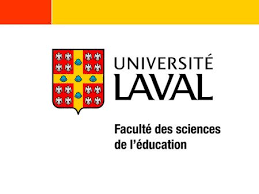 UNIVERSITÉ
LAVAL
Faculté des sciences
de l'éducation